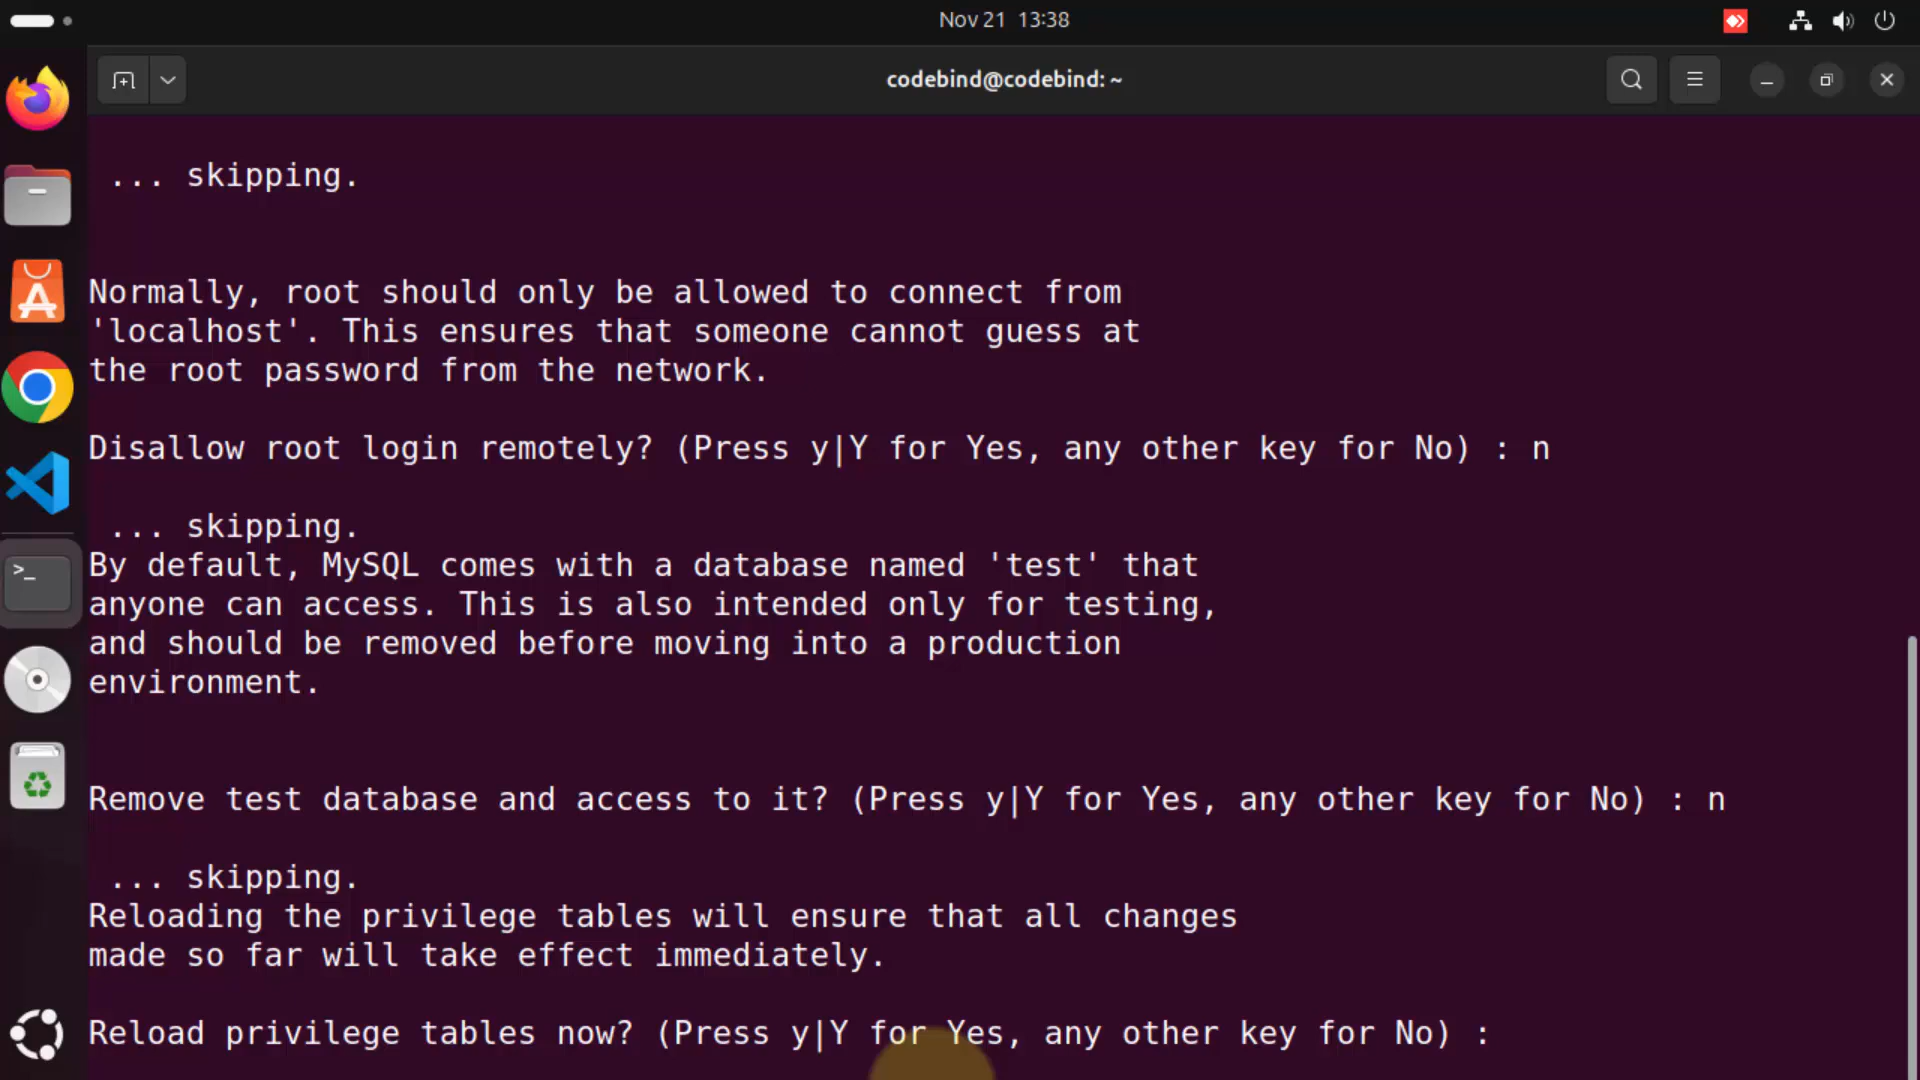 Nov 21 13:38
codebind@codebind: ~
... skipping.
Normally, root should only be allowed to connect from
'localhost'. This ensures that someone cannot guess at
the root password from the network.
Disallow root login remotely? (Press y|Y for Yes, any other key for No) : n
... skipping.
By default, MySQL comes with a database named 'test' that
anyone can access. This is also intended only for testing,
and should be removed before moving into a production
environment.
Remove test database and access to it? (Press y|Y for Yes, any other key for No) : n
... skipping.
Reloading the privilege tables will ensure that all changes
made so far will take effect immediately.
Reload privilege tables now? (Press y|Y for Yes, any other key for No) :